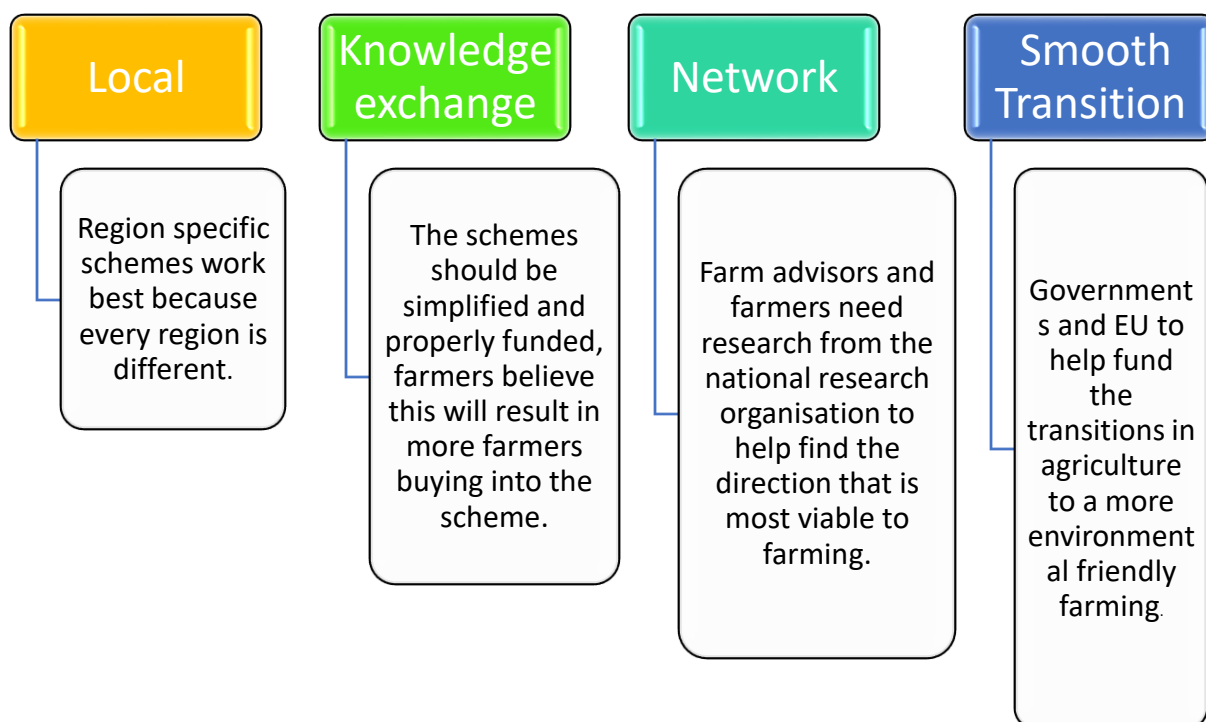 Local
Region specific
schemes work
best because
every region is
different.
Knowledge
exchange
The schemes
should be
simplified and
properly funded,
farmers believe
this will result in
more farmers
buying into the
scheme.
Network
Farm advisors and
farmers need
research from the
national research
organisation to
help find the
direction that is
most viable to
farming.
Smooth
Transition
Government
s and EU to
help fund
the
transitions in
agriculture
to a more
environment
al friendly
farming.